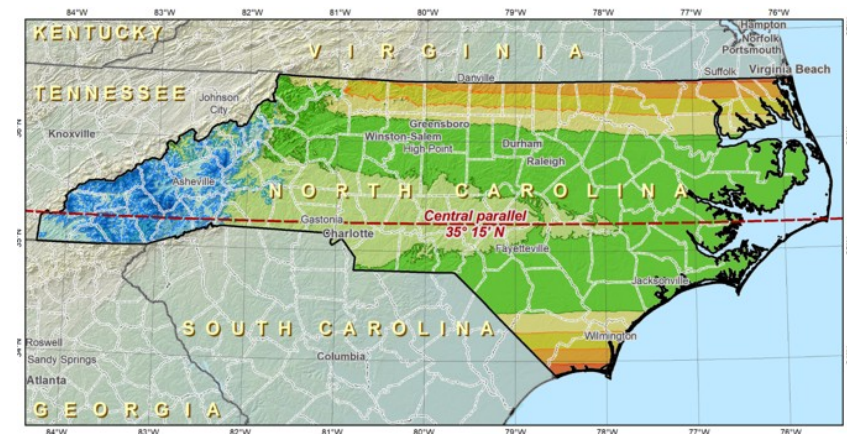 84°W 83°W 82°W 81°W 80°W 79°W 78°W 77°W 76°W
KENTUCKY
VIRGINIA
Hampton
Norfolk
Portsmouth
Suffolk
Virginia Beach
Danville
TENNESSEE
Johnson
City
Knoxville
36°N
Greensboro
Winston-Salem
High Point
Durham
Raleigh
Asheville
NORTH CAROLINA
Central parallel
35° 15' N
Gastonia
Charlotte
35°N
Fayetteville
Jacksonville
SOUTH CAROLINA
Wilmington
Roswell
34°N
Sandy Springs
Columbia
Atlanta
GEORGIA
84°W 83°W 82°W 81°W 80°W 79°W 78°W 77°W 76°W